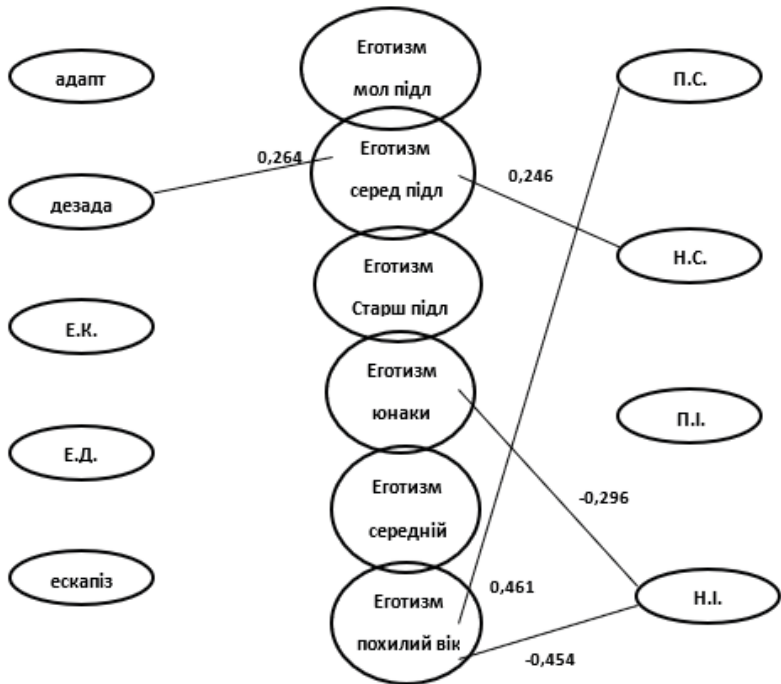 Еготизм
мол підл
адапт
П.С.
0,264
Еготизм
серед підл
0,246
дезада
Н.С.
Еготизм
Старш підл
Е.К.
Еготизм
юнаки
П.І.
Е.Д.
Еготизм
середній
-0,296
ескапіз
0,461
Еготизм
похилий вік
Н.І.
-0,454